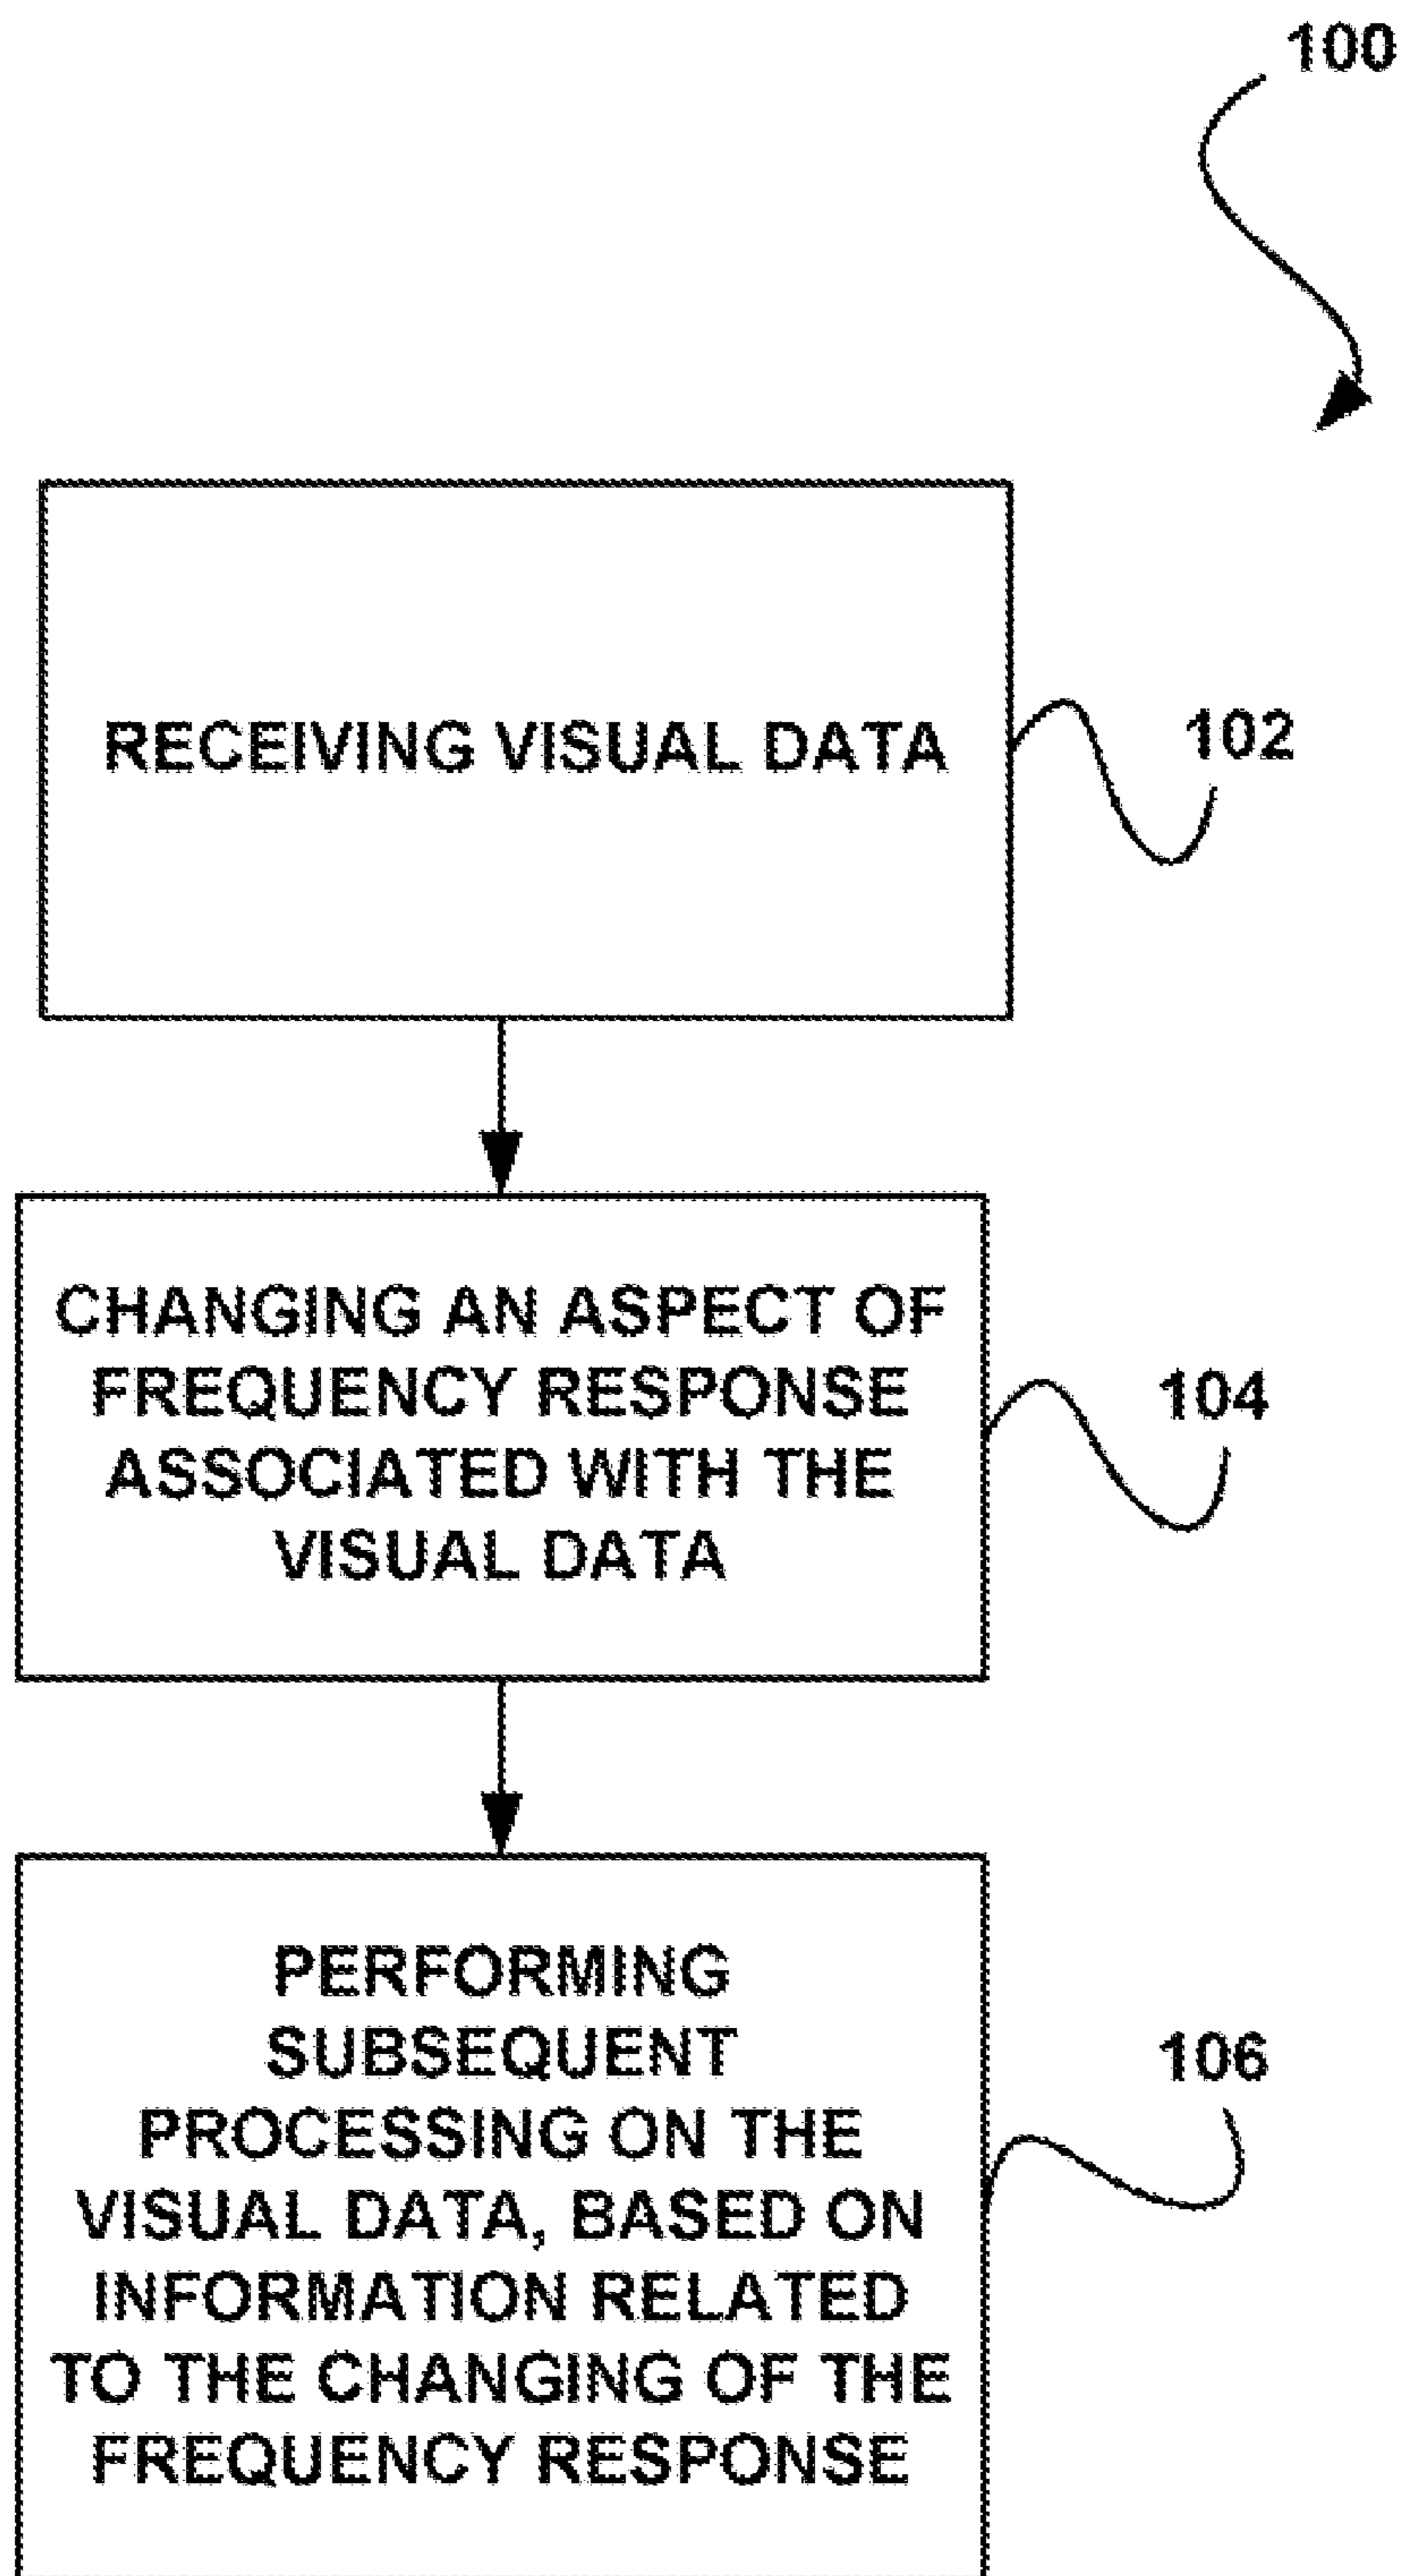 100
RECEIVING VISUAL DATA
102
CHANGING AN ASPECT OF
FREQUENCY RESPONSE
ASSOCIATED WITH THE
VISUAL DATA
104
PERFORMING
SUBSEQUENT
PROCESSING ON THE
VISUAL DATA, BASED ON
INFORMATION RELATED
TO THE CHANGING OF THE
FREQUENCY RESPONSE
106